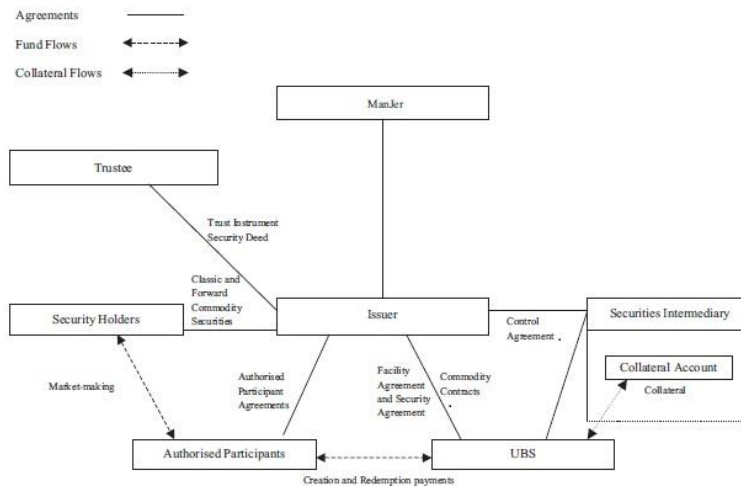 Agreements
Fund Flows
Collateral Flows
ManJer
Trustee
Trust Instrument
Security Deed
Classic and
Forward
Commodity
Securities
Security Holders
Issuer
Securities Intermediary
Control
Agreement
Collateral Account
Collateral
Market-making
Authorised
Participant
Agreements
Facility
Agreement
and Security
Agreement
Commodity
Contracts
Authorised Participants
UBS
Creation and Redemption payments